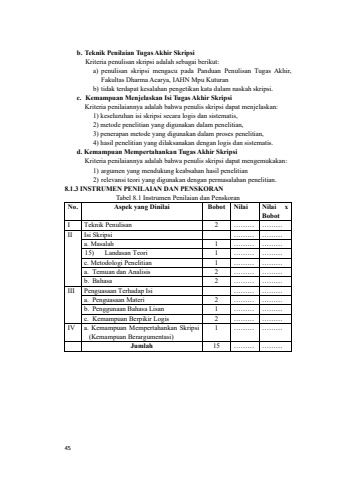 b. Teknik Penilaian Tugas Akhir Skripsi
Kriteria penulisan skripsi adalah sebagai berikut:
a) penulisan skripsi mengacu pada Panduan Penulisan Tugas Akhir,
Fakultas Dharma Acarya, IAHN Mpu Kuturan
b) tidak terdapat kesalahan pengetikan kata dalam naskah skripsi.
c. Kemampuan Menjelaskan Isi Tugas Akhir Skripsi
Kriteria penilaiannya adalah bahwa penulis skripsi dapat menjelaskan:
1) keseluruhan isi skripsi secara logis dan sistematis,
2) metode penelitian yang digunakan dalam penelitian,
3) penerapan metode yang digunakan dalam proses penelitian,
4) hasil penelitian yang dilaksanakan dengan logis dan sistematis.
d. Kemampuan Mempertahankan Tugas Akhir Skripsi
Kriteria penilaiannya adalah bahwa penulis skripsi dapat mengemukakan:
1) argumen yang mendukung keabsahan hasil penelitian
2) relevansi teori yang digunakan dengan permasalahan penelitian.
8.1.3 INSTRUMEN PENILAIAN DAN PENSKORAN
Tabel 8.1 Instrumen Penilaian dan Penskoran
No. Aspek yang Dinilai Bobot Nilai Nilai x
Bobot
I Teknik Penulisan 2 ……… ………
II Isi Skripsi ……… ………
a. Masalah 1 ……… ………
15) Landasan Teori 1 ……… ………
c. Metodologi Penelitian 1 ……… ………
a. Temuan dan Analisis 2 ……… ………
b. Bahasa 2 ……… ………
III Penguasaan Terhadap Isi ……… ………
a. Penguasaan Materi 2 ……… ………
b. Penggunaan Bahasa Lisan 1 ……… ………
c. Kemampuan Berpikir Logis 2 ……… ………
IV a. Kemampuan Mempertahankan Skripsi 1 ……… ………
(Kemampuan Berargumentasi)
Jumlah 15 ……… ………
45